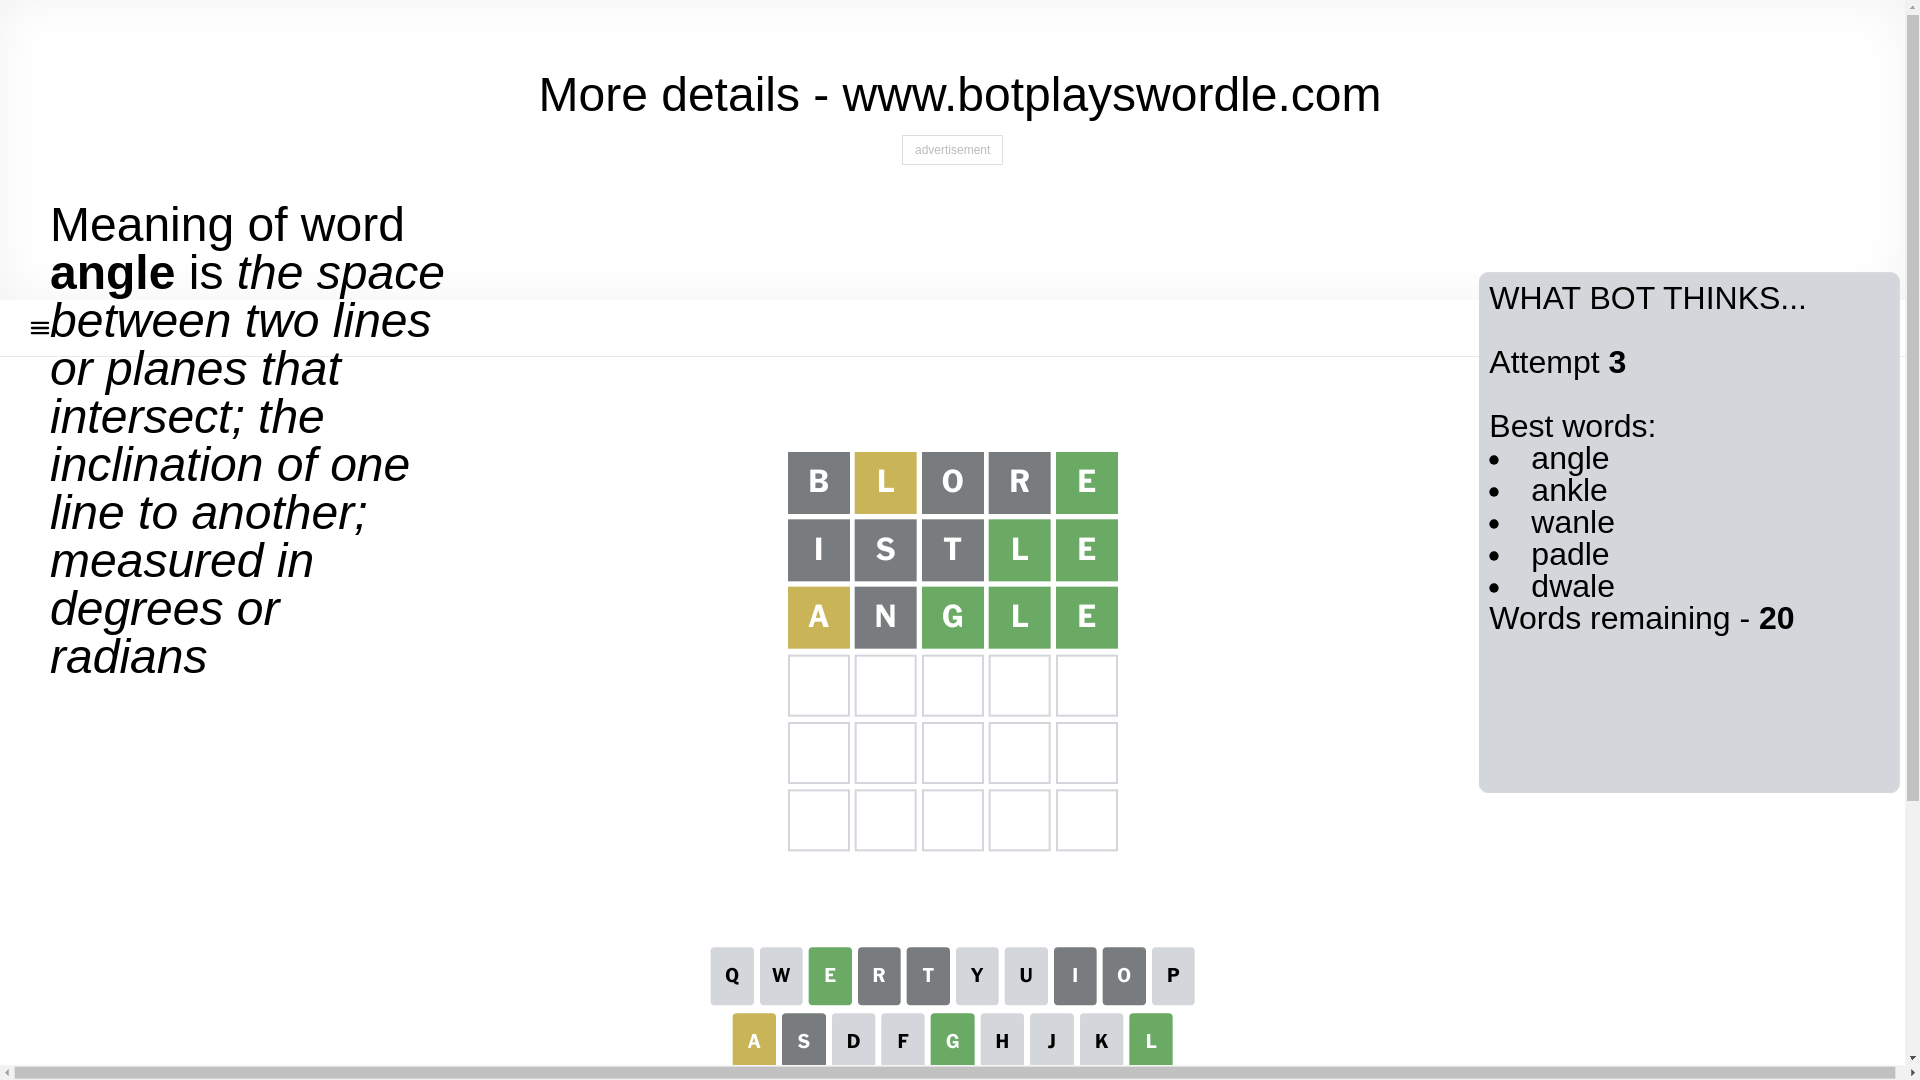 More details - www.botplayswordle.com
advertisement
Meaning of word
angle is the space
between two lines
or planes that
intersect; the
inclination of one
line to another;
measured in
degrees or
radians
WHAT BOT THINKS...
Attempt 3
Best words:
• angle
• ankle
• wanle
• padle
• dwale
Words remaining - 20
B L O R E
I S T L E
A N G L E
Q W E R T Y U I O P
A S D F G H J K L